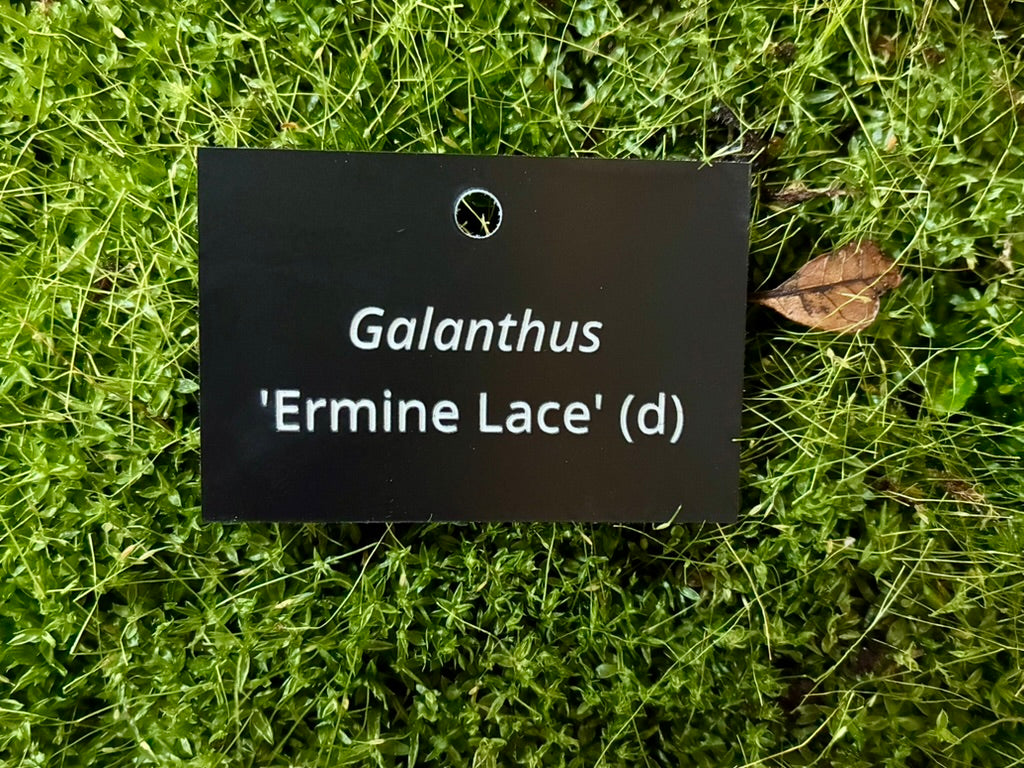 Galanthus
'Ermine Lace' (d)